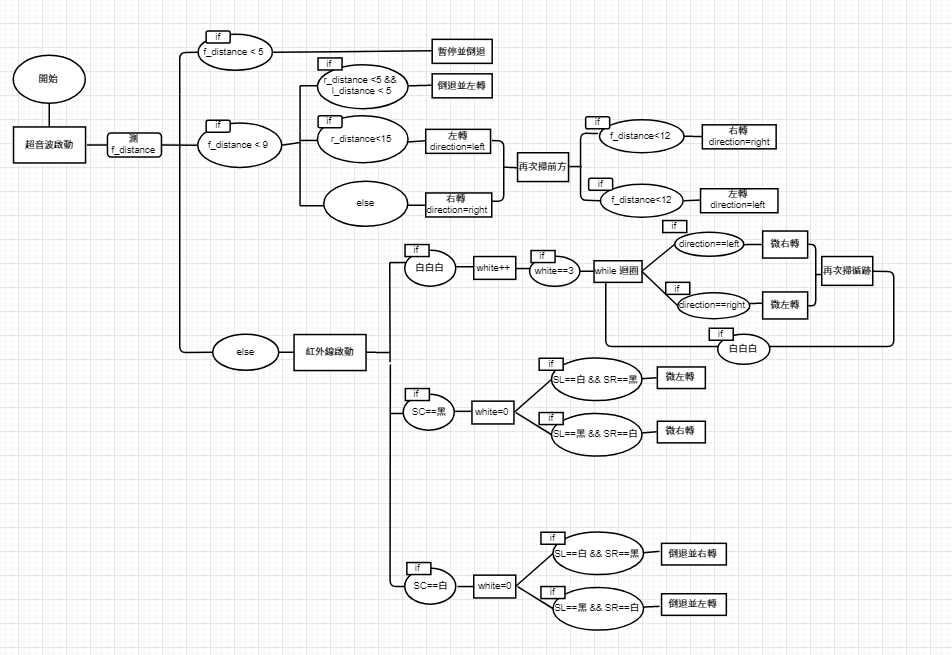 開始
超音波啟動
測
f_distance
if
f_distance < 5
暫停並倒退
if
f_distance < 9
if
r_distance <5 &&
l_distance < 5
倒退並左轉
if
r_distance<15
左轉
direction=left
else
右轉
direction=right
再次掃前方
if
f_distance<12
右轉
direction=right
if
f_distance<12
左轉
direction=left
else
紅外線啟動
if
白白白
white++
if
white==3
while 迴圈
if
direction==left
微右轉
if
direction==right
微左轉
再次掃循跡
if
白白白
if
SC==黑
white=0
if
SL==白 && SR==黑
微左轉
if
SL==黑 && SR==白
微右轉
if
SC==白
white=0
if
SL==白 && SR==黑
倒退並右轉
if
SL==黑 && SR==白
倒退並左轉